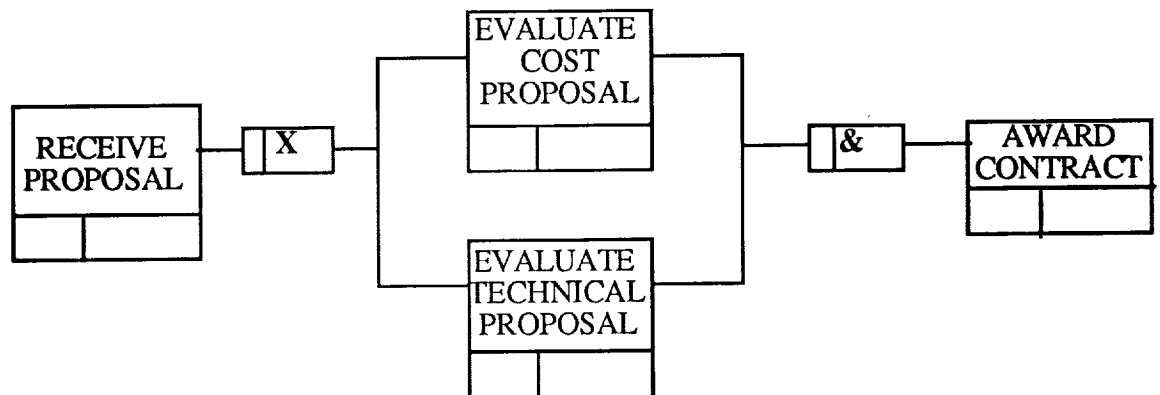 RECEIVE
PROPOSAL
X
EVALUATE
COST
PROPOSAL
EVALUATE
TECHNICAL
PROPOSAL
&
AWARD
CONTRACT